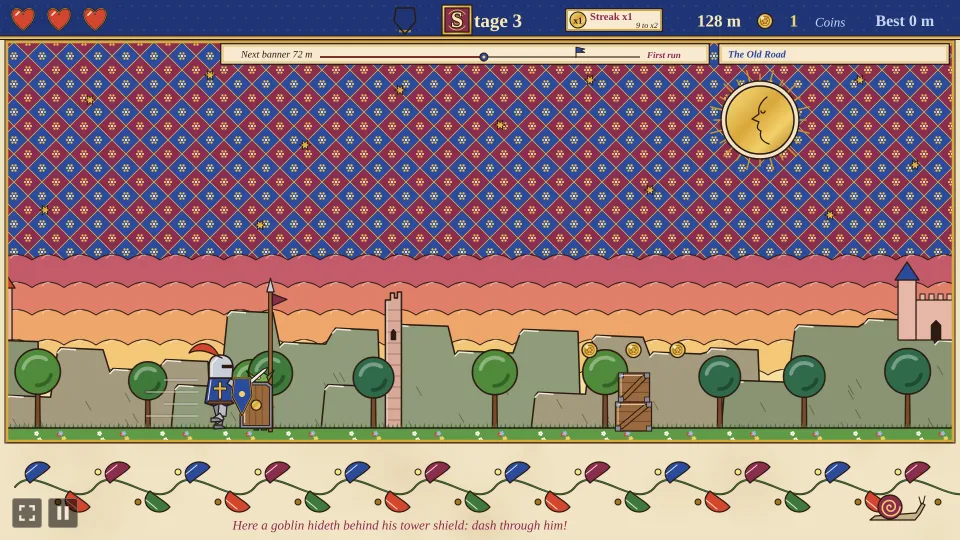 Stage 3
x1 Streak x1
9 to x2
128 m
1 Coins
Best 0 m
Next banner 72 m
First run
The Old Road
Here a goblin hideth behind his tower shield: dash through him!